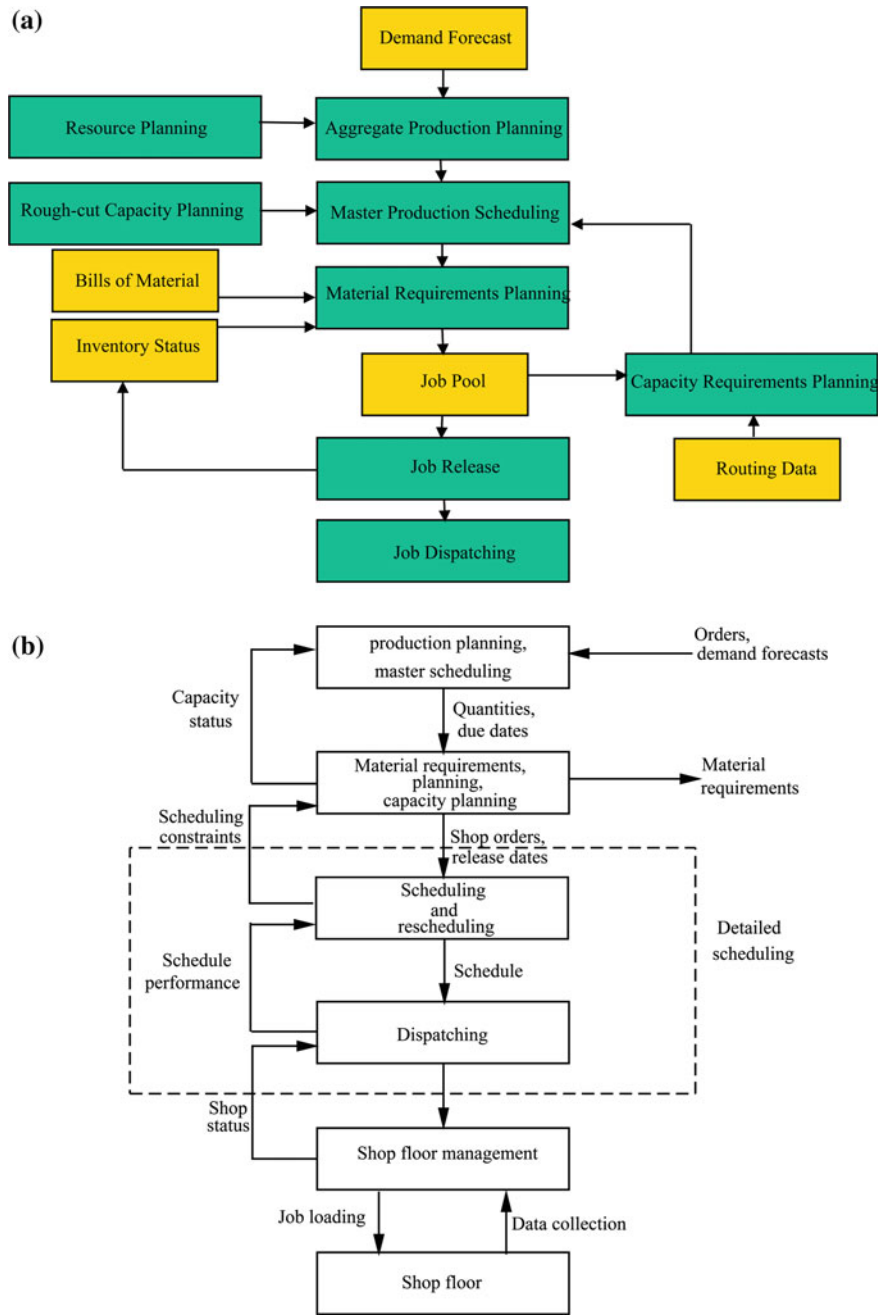 (a)
Demand Forecast
Resource Planning
Aggregate Production Planning
Rough-cut Capacity Planning
Master Production Scheduling
Bills of Material
Material Requirements Planning
Inventory Status
Job Pool
Capacity Requirements Planning
Job Release
Routing Data
Job Dispatching
(b)
production planning,
master scheduling
Orders,
demand forecasts
Capacity
status
Quantities,
due dates
Material requirements,
planning,
capacity planning
Material
requirements
Scheduling
constraints
Shop orders,
release dates
Scheduling
and
rescheduling
Detailed
scheduling
Schedule
performance
Schedule
Dispatching
Shop
status
Shop floor management
Job loading
Data collection
Shop floor